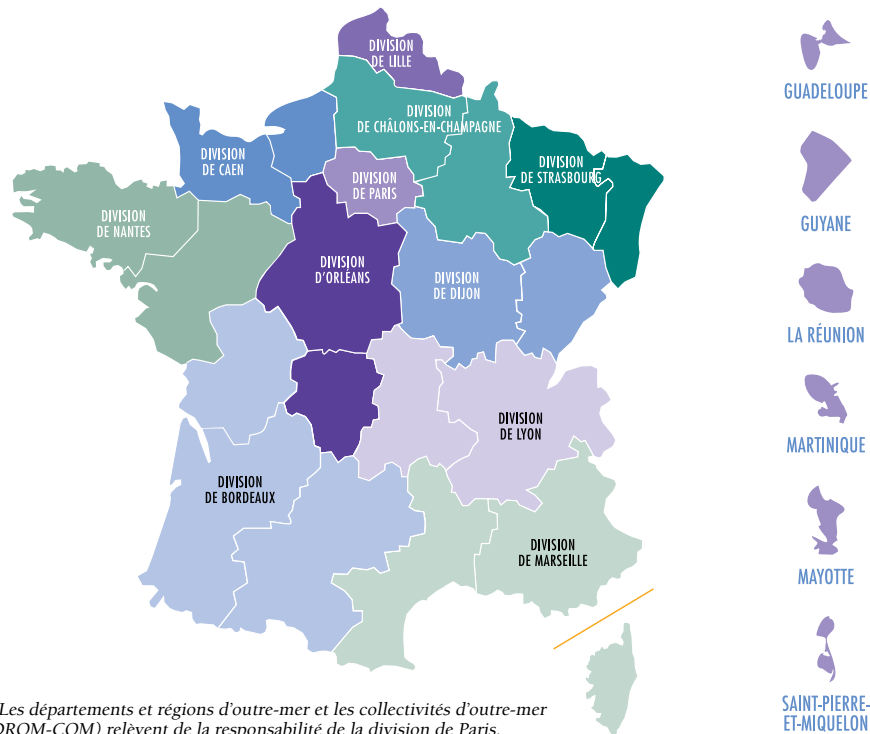 DIVISION
DE LILLE
DIVISION
DE CHÂLONS-EN-CHAMPAGNE
DIVISION
DE CAEN
DIVISION
DE PARIS
DIVISION
DE STRASBOURG
DIVISION
DE NANTES
DIVISION
D'ORLÉANS
DIVISION
DE DIJON
DIVISION
DE LYON
DIVISION
DE BORDEAUX
DIVISION
DE MARSEILLE
GUADELOUPE
GUYANE
LA RÉUNION
MARTINIQUE
MAYOTTE
SAINT-PIERRE-
ET-MIQUELON
Les départements et régions d'outre-mer et les collectivités d'outre-mer
DROM-COM) relèvent de la responsabilité de la division de Paris.